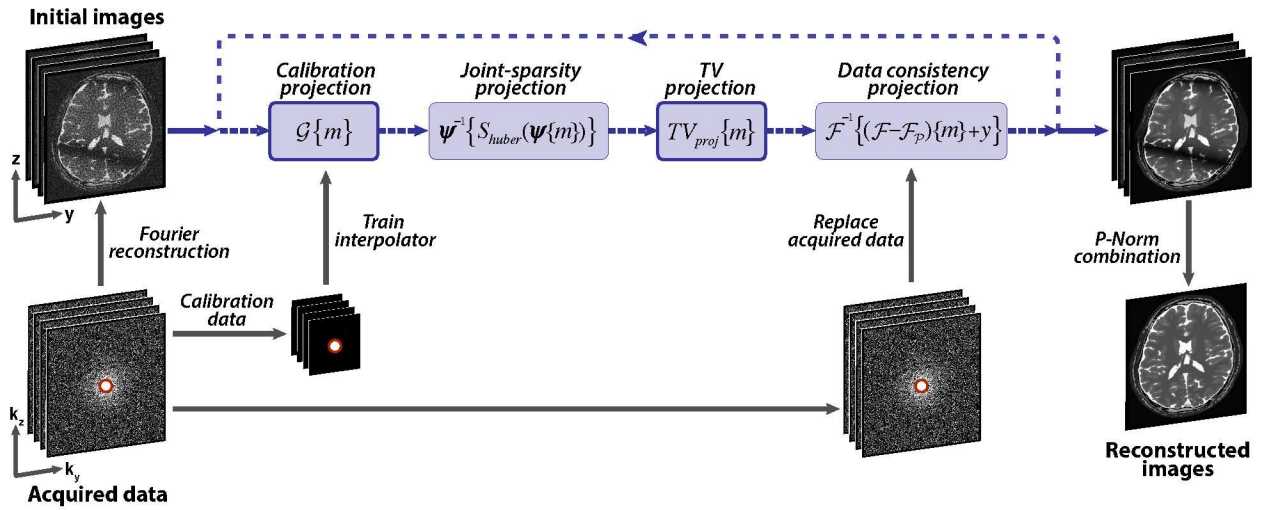 Initial images
Calibration
projection
Joint-sparsity
projection
TV
projection
Data consistency
projection
𝒢{m}
ψ⁻¹{S_huber(ψ{m})}
TV_proj{m}
ℱ⁻¹{(ℱ−ℱ_𝒫){m}+y}
z
y
Fourier
reconstruction
Train
interpolator
Replace
acquired data
P-Norm
combination
Calibration
data
k_z
k_y
Acquired data
Reconstructed
images